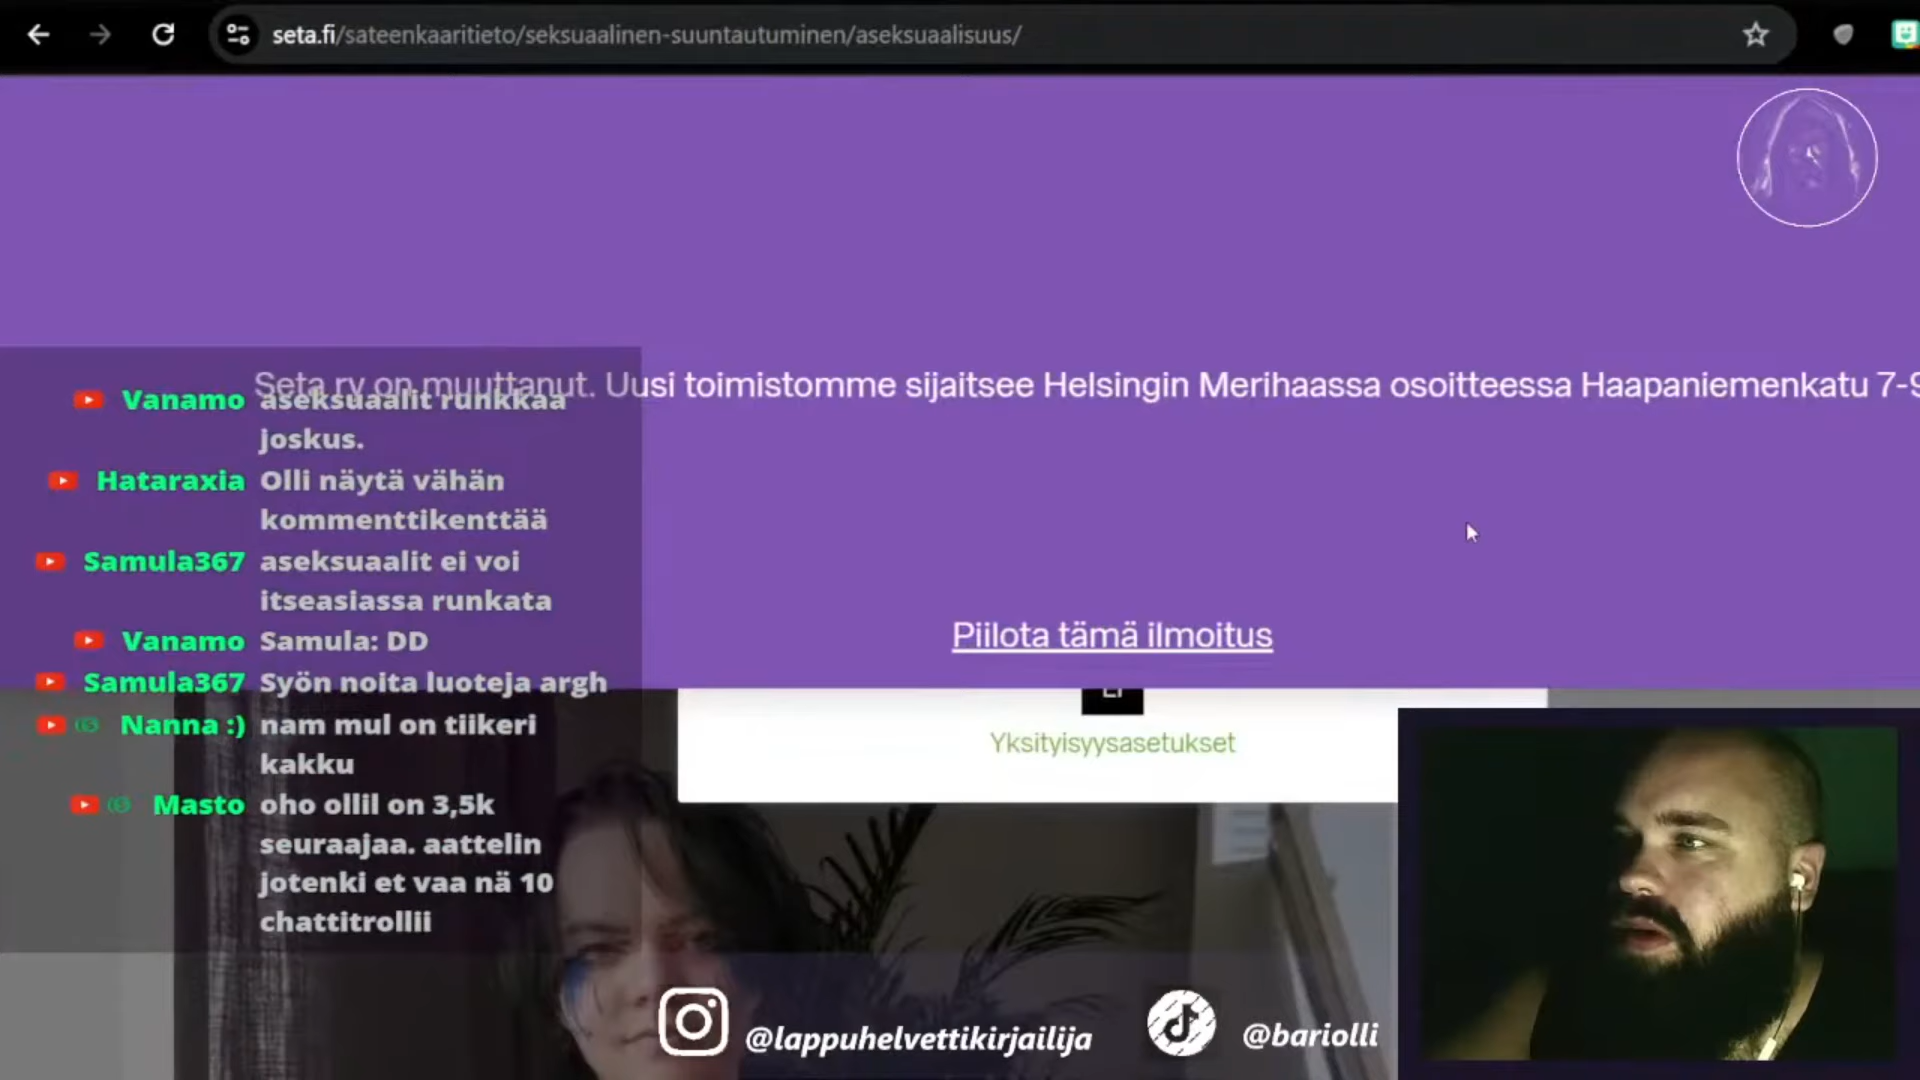 seta.fi/sateenkaaritieto/seksuaalinen-suuntautuminen/aseksuaalisuus/
Seta ry on muuttanut. Uusi toimistomme sijaitsee Helsingin Merihaassa osoitteessa Haapaniemenkatu 7-9
Vanamo aseksuaalit runkkaa
joskus.
Hataraxia Olli näytä vähän
kommenttikenttää
Samula367 aseksuaalit ei voi
itseasiassa runkata
Vanamo Samula: DD
Samula367 Syön noita luoteja argh
Nanna :) nam mul on tiikeri
kakku
Masto oho ollil on 3,5k
seuraajaa. aattelin
jotenki et vaa nä 10
chattitrollii
Piilota tämä ilmoitus
Yksityisyysasetukset
@lappuhelvettikirjailija
@bariolli